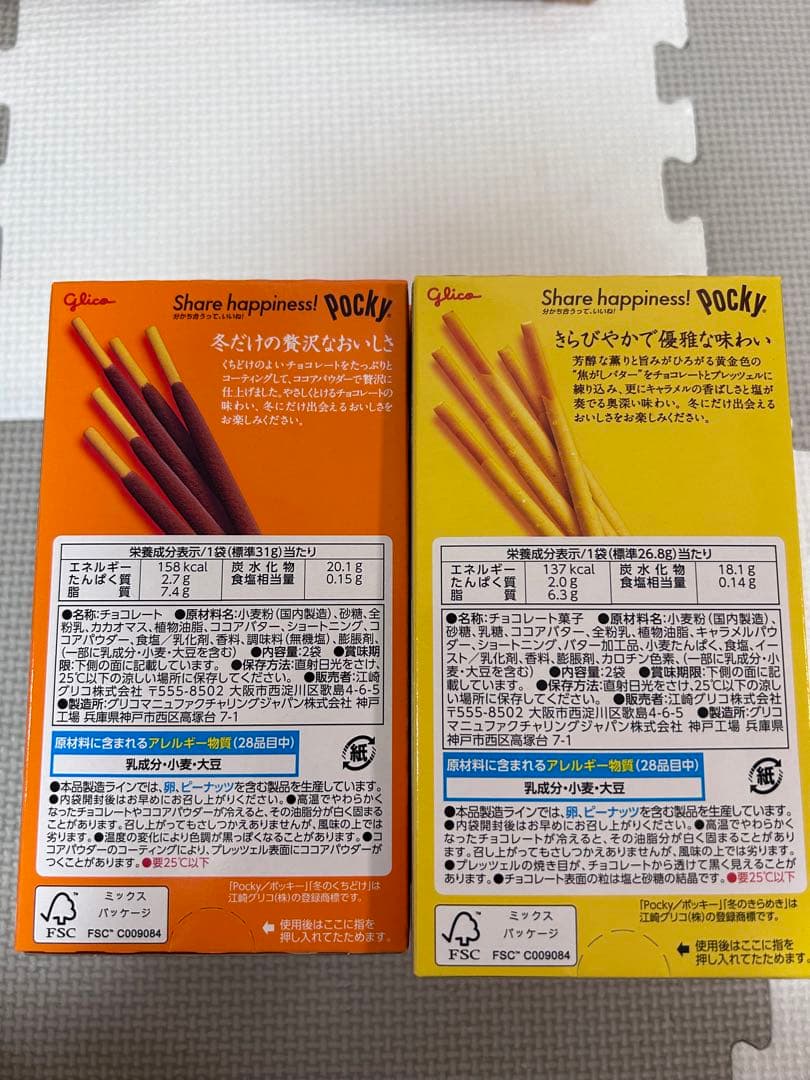 Glico
Share happiness!
分かち合うって、いいね!
Pocky
冬だけの贅沢なおいしさ
くちどけのよいチョコレートをたっぷりと
コーティングして、ココアパウダーで贅沢に
仕上げました。やさしくとけるチョコレートの
味わい、冬にだけ出会えるおいしさを
お楽しみください。
栄養成分表示/1袋(標準31g)当たり
エネルギー 158 kcal 炭水化物 20.1 g
たんぱく質 2.7 g 食塩相当量 0.15 g
脂質 7.4 g
●名称:チョコレート ●原材料名:小麦粉(国内製造)、砂糖、全
粉乳、カカオマス、植物油脂、ココアバター、ショートニング、コ
コアパウダー、食塩/乳化剤、香料、調味料(無機塩)、膨脹剤、
(一部に乳成分・小麦・大豆を含む) ●内容量:2袋 ●賞味期
限:下側の面に記載しています。 ●保存方法:直射日光をさけ、
25℃以下の涼しい場所に保存してください。 ●販売者:江崎
グリコ株式会社 〒555-8502 大阪市西淀川区歌島4-6-5
●製造所:グリコマニュファクチャリングジャパン株式会社 神戸
工場 兵庫県神戸市西区高塚台 7-1
原材料に含まれるアレルギー物質(28品目中)
乳成分・小麦・大豆
紙
●本品製造ラインでは、卵、ピーナッツを含む製品を生産しています。
●内袋開封後はお早めにお召し上がりください。●高温でやわらかく
なったチョコレートやココアパウダーが冷えると、その油脂分が白く固まる
ことがあります。召し上がってもさしつかえありませんが、風味の上では
劣ります。●温度の変化により色調が黒っぽくなることがあります。●コ
コアパウダーのコーティングにより、プレッツェル表面にココアパウダーが
つくことがあります。●要25℃以下
FSC
ミックス
パッケージ
FSC™ C009084
「Pocky/ポッキー」「冬のくちどけ」は
江崎グリコ(株)の登録商標です。
使用後はここに指を
押し入れてたためます。
Glico
Share happiness!
分かち合うって、いいね!
Pocky
きらびやかで優雅な味わい
芳醇な薫りと旨みがひろがる黄金色の
"焦がしバター"をチョコレートとプレッツェルに
練り込み、更にキャラメルの香ばしさと塩が
奏でる奥深い味わい。冬にだけ出会える
おいしさをお楽しみください。
栄養成分表示/1袋(標準26.8g)当たり
エネルギー 137 kcal 炭水化物 18.1 g
たんぱく質 2.0 g 食塩相当量 0.14 g
脂質 6.3 g
●名称:チョコレート菓子 ●原材料名:小麦粉(国内製造)、
砂糖、乳糖、ココアバター、全粉乳、植物油脂、キャラメルパウ
ダー、ショートニング、バター加工品、小麦たんぱく、食塩、イー
スト/乳化剤、香料、膨脹剤、カロチン色素、(一部に乳成分・小
麦・大豆を含む) ●内容量:2袋 ●賞味期限:下側の面に記
載しています。 ●保存方法:直射日光をさけ、25℃以下の涼し
い場所に保存してください。 ●販売者:江崎グリコ株式会社
〒555-8502 大阪市西淀川区歌島4-6-5 ●製造所:グリコ
マニュファクチャリングジャパン株式会社 神戸工場 兵庫県
神戸市西区高塚台 7-1
原材料に含まれるアレルギー物質(28品目中)
乳成分・小麦・大豆
紙
●本品製造ラインでは、卵、ピーナッツを含む製品を生産しています。
●内袋開封後はお早めにお召し上がりください。●高温でやわらかく
なったチョコレートが冷えると、その油脂分が白く固まることがあり
ます。召し上がってもさしつかえありませんが、風味の上では劣ります。
●プレッツェルの焼き目が、チョコレートから透けて黒く見えることが
あります。●チョコレート表面の粒は塩と砂糖の結晶です。●要25℃以下
FSC
ミックス
パッケージ
FSC™ C009084
「Pocky/ポッキー」「冬のきらめき」は
江崎グリコ(株)の登録商標です。
使用後はここに指を
押し入れてたためます。